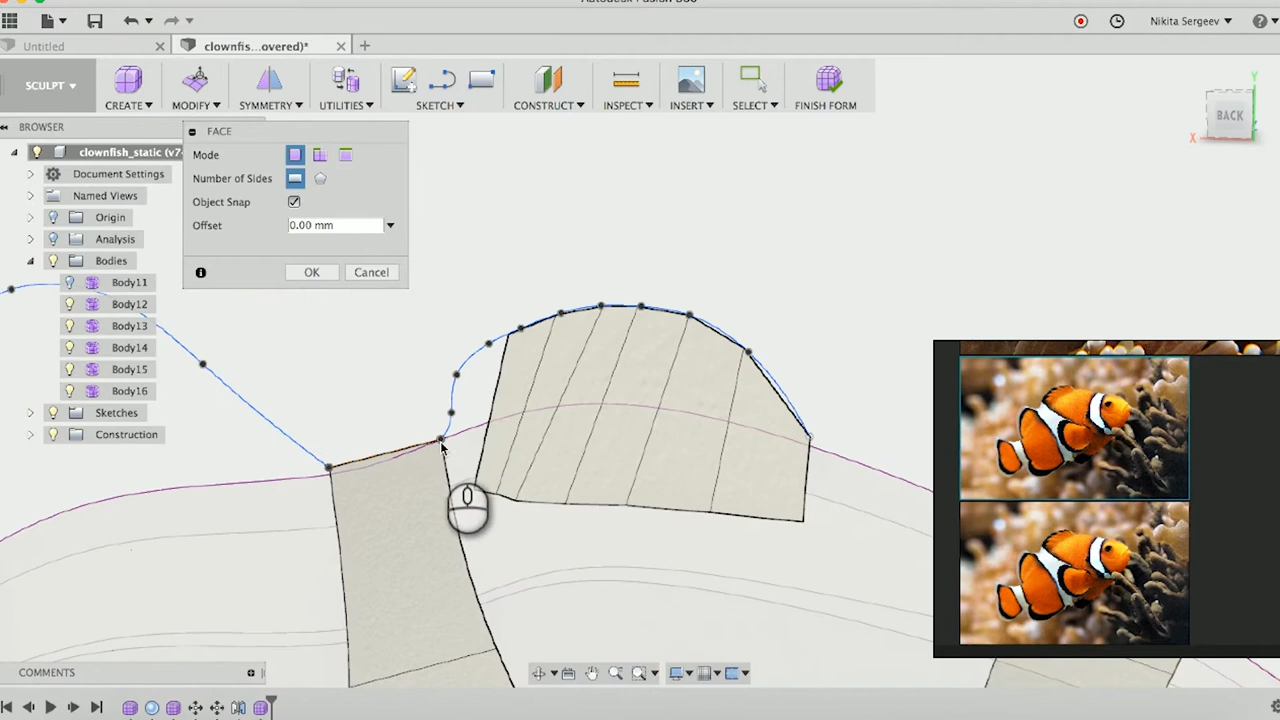 Autodesk Fusion 360
Nikita Sergeev
Untitled
clownfis...overed)*
SCULPT
CREATE
MODIFY
SYMMETRY
UTILITIES
SKETCH
CONSTRUCT
INSPECT
INSERT
SELECT
FINISH FORM
BROWSER
FACE
clownfish_static (v7
Mode
Document Settings
Number of Sides
Named Views
Object Snap
Origin
Offset
0.00 mm
Analysis
Bodies
OK
Cancel
Body11
Body12
Body13
Body14
Body15
Body16
Sketches
Construction
BACK
X
Y
0
COMMENTS